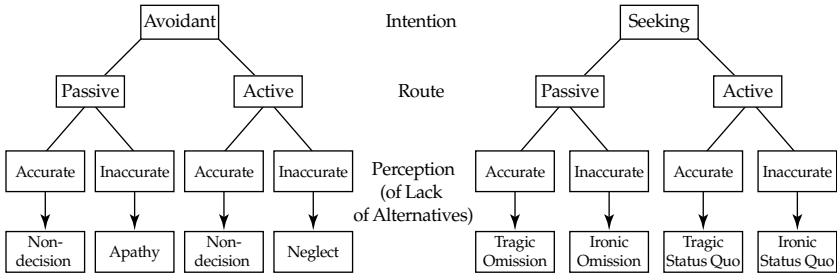 Avoidant Intention Seeking
Passive Active Route Passive Active
Accurate Inaccurate Accurate Inaccurate Perception
(of Lack
of Alternatives) Accurate Inaccurate Accurate Inaccurate
Non-
decision Apathy Non-
decision Neglect Tragic
Omission Ironic
Omission Tragic
Status Quo Ironic
Status Quo